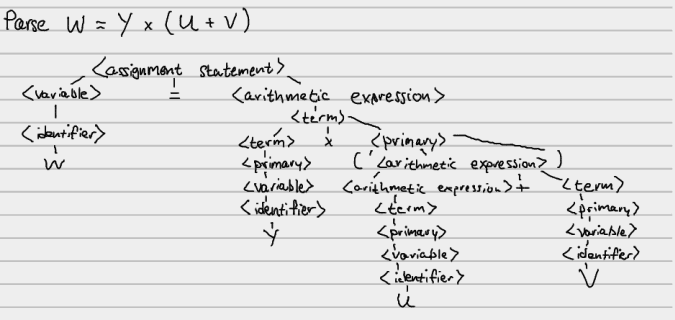 Parse W = Y × (U + V)
<assignment statement>
<variable> = <arithmetic expression>
<term>
<identifier> <term> × <primary>
W <primary> ( <arithmetic expression> )
<variable> <arithmetic expression> + <term>
<identifier> <term> <primary>
Y <primary> <variable>
<variable> <identifier>
<identifier> V
U